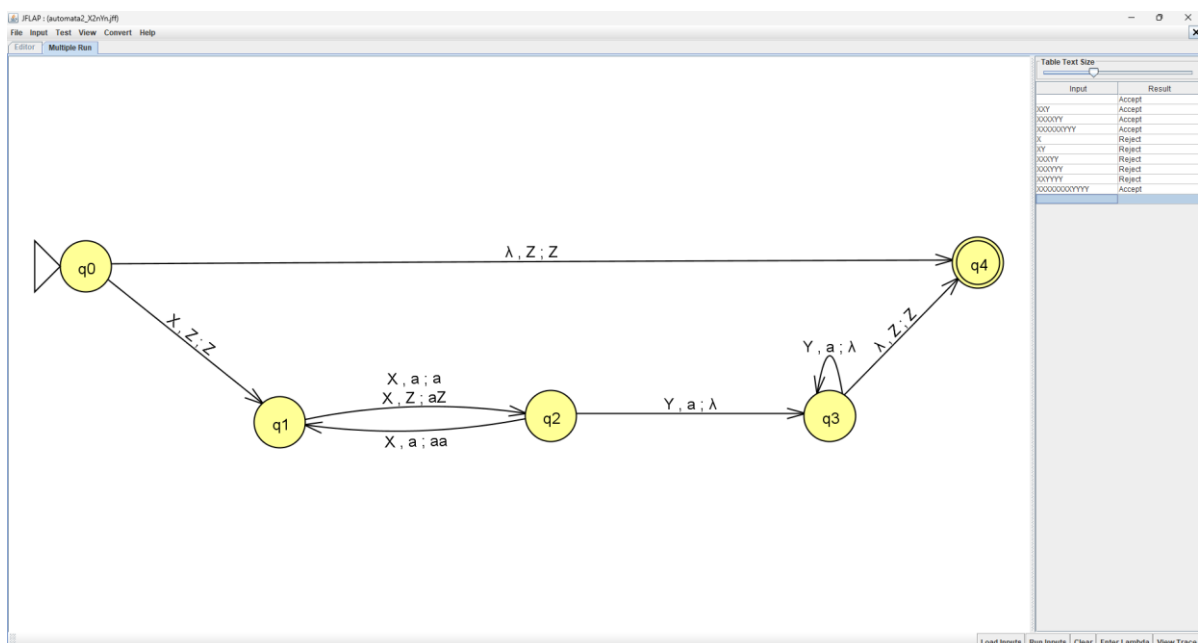 JFLAP : (automata2_X2nYn.jff)
File Input Test View Convert Help
Editor Multiple Run
Table Text Size
Input Result
Accept
XXY Accept
XXXXYY Accept
XXXXXXYYY Accept
X Reject
XY Reject
XXXYY Reject
XXXYYY Reject
XXYYYY Reject
XXXXXXXXYYYY Accept
λ , Z ; Z
q0
q4
X , Z ; Z
λ , Z ; Z
Y , a ; λ
X , a ; a
X , Z ; aZ
q1
q2
Y , a ; λ
q3
X , a ; aa
Load Inputs Run Inputs Clear Enter Lambda View Trace